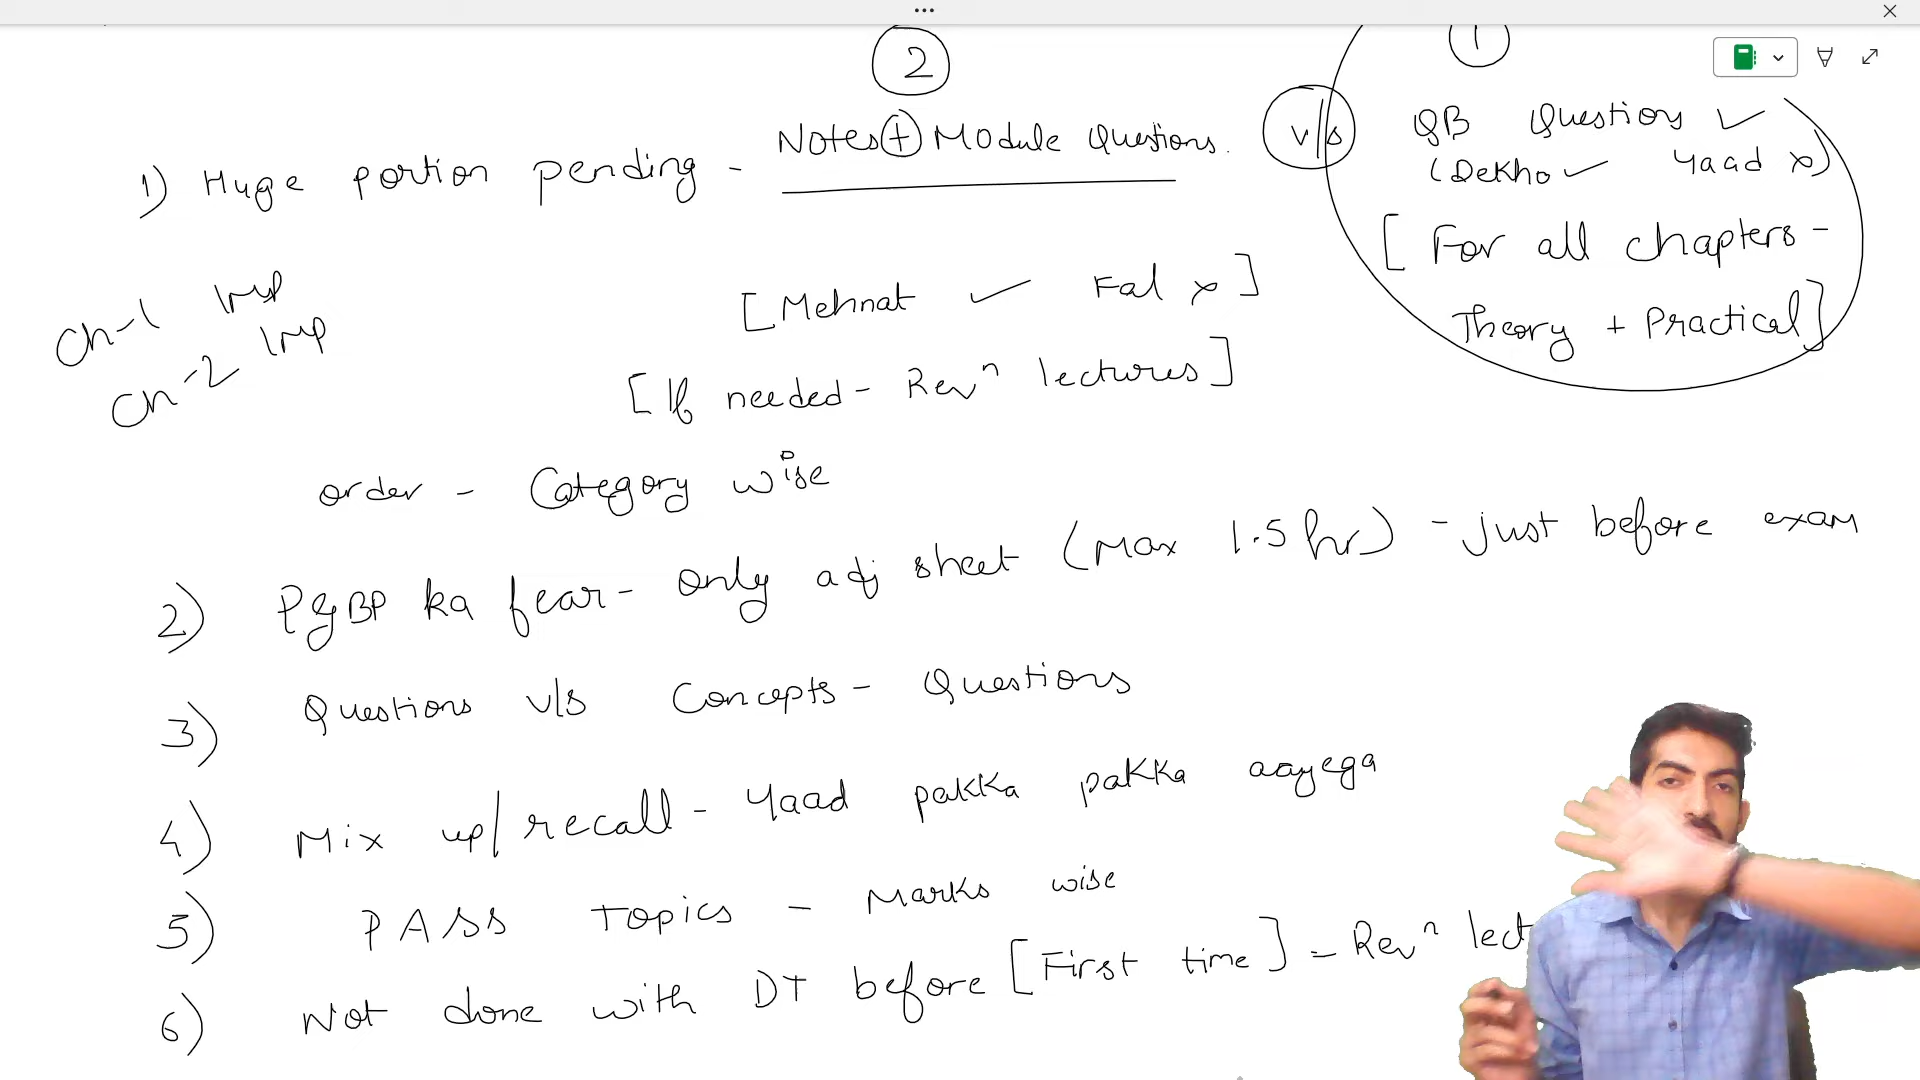 2
1
1) Huge portion pending - Notes + Module Questions. v/s QB Questions ✓
(Dekho ✓ Yaad ×)
[For all chapters -
Theory + Practical]
Ch-1 Imp
Ch-2 Imp
[Mehnat ✓ Fal ×]
[If needed - Revⁿ lectures]
order - Category wise
2) PGBP ka fear - only adj sheet (Max 1.5 hr) - just before exam
3) Questions v/s Concepts - Questions
4) Mix up/recall - Yaad pakka pakka aayega
5) PASS TOPICS - Marks wise
6) Not done with DT before [First time] - Revⁿ lect